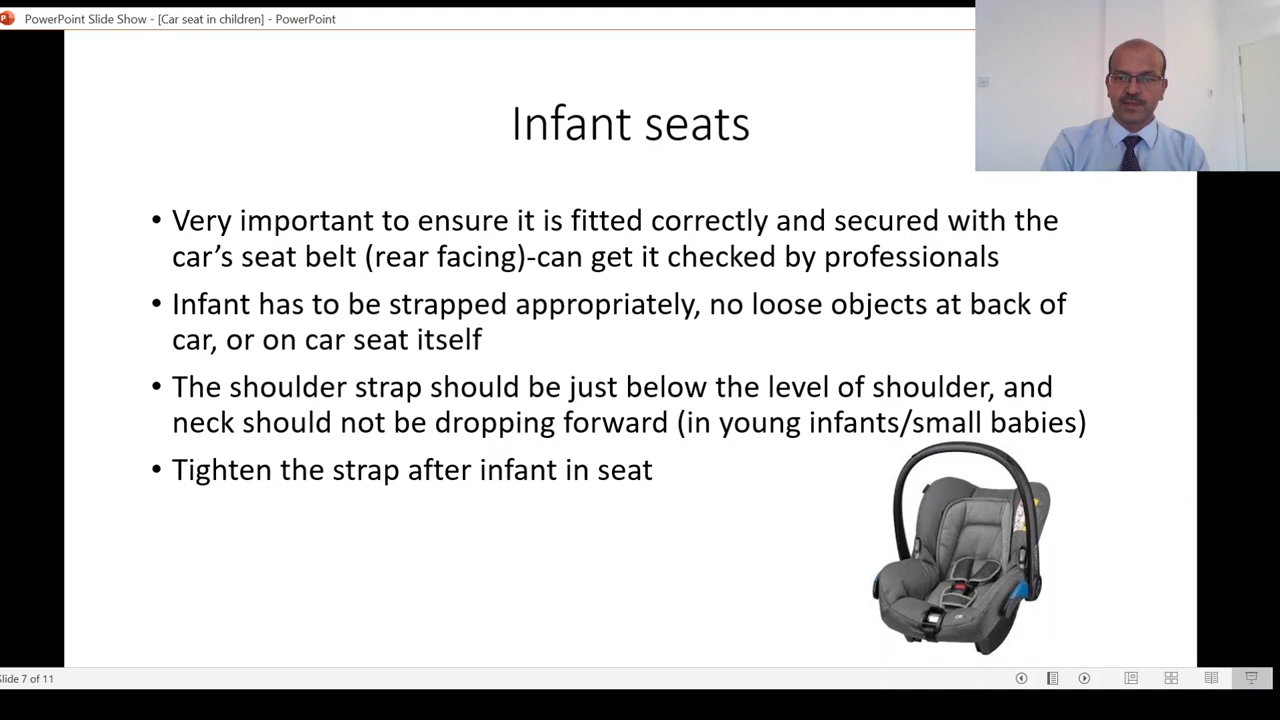 PowerPoint Slide Show - [Car seat in children] - PowerPoint
Infant seats
• Very important to ensure it is fitted correctly and secured with the
car’s seat belt (rear facing)-can get it checked by professionals
• Infant has to be strapped appropriately, no loose objects at back of
car, or on car seat itself
• The shoulder strap should be just below the level of shoulder, and
neck should not be dropping forward (in young infants/small babies)
• Tighten the strap after infant in seat
Slide 7 of 11